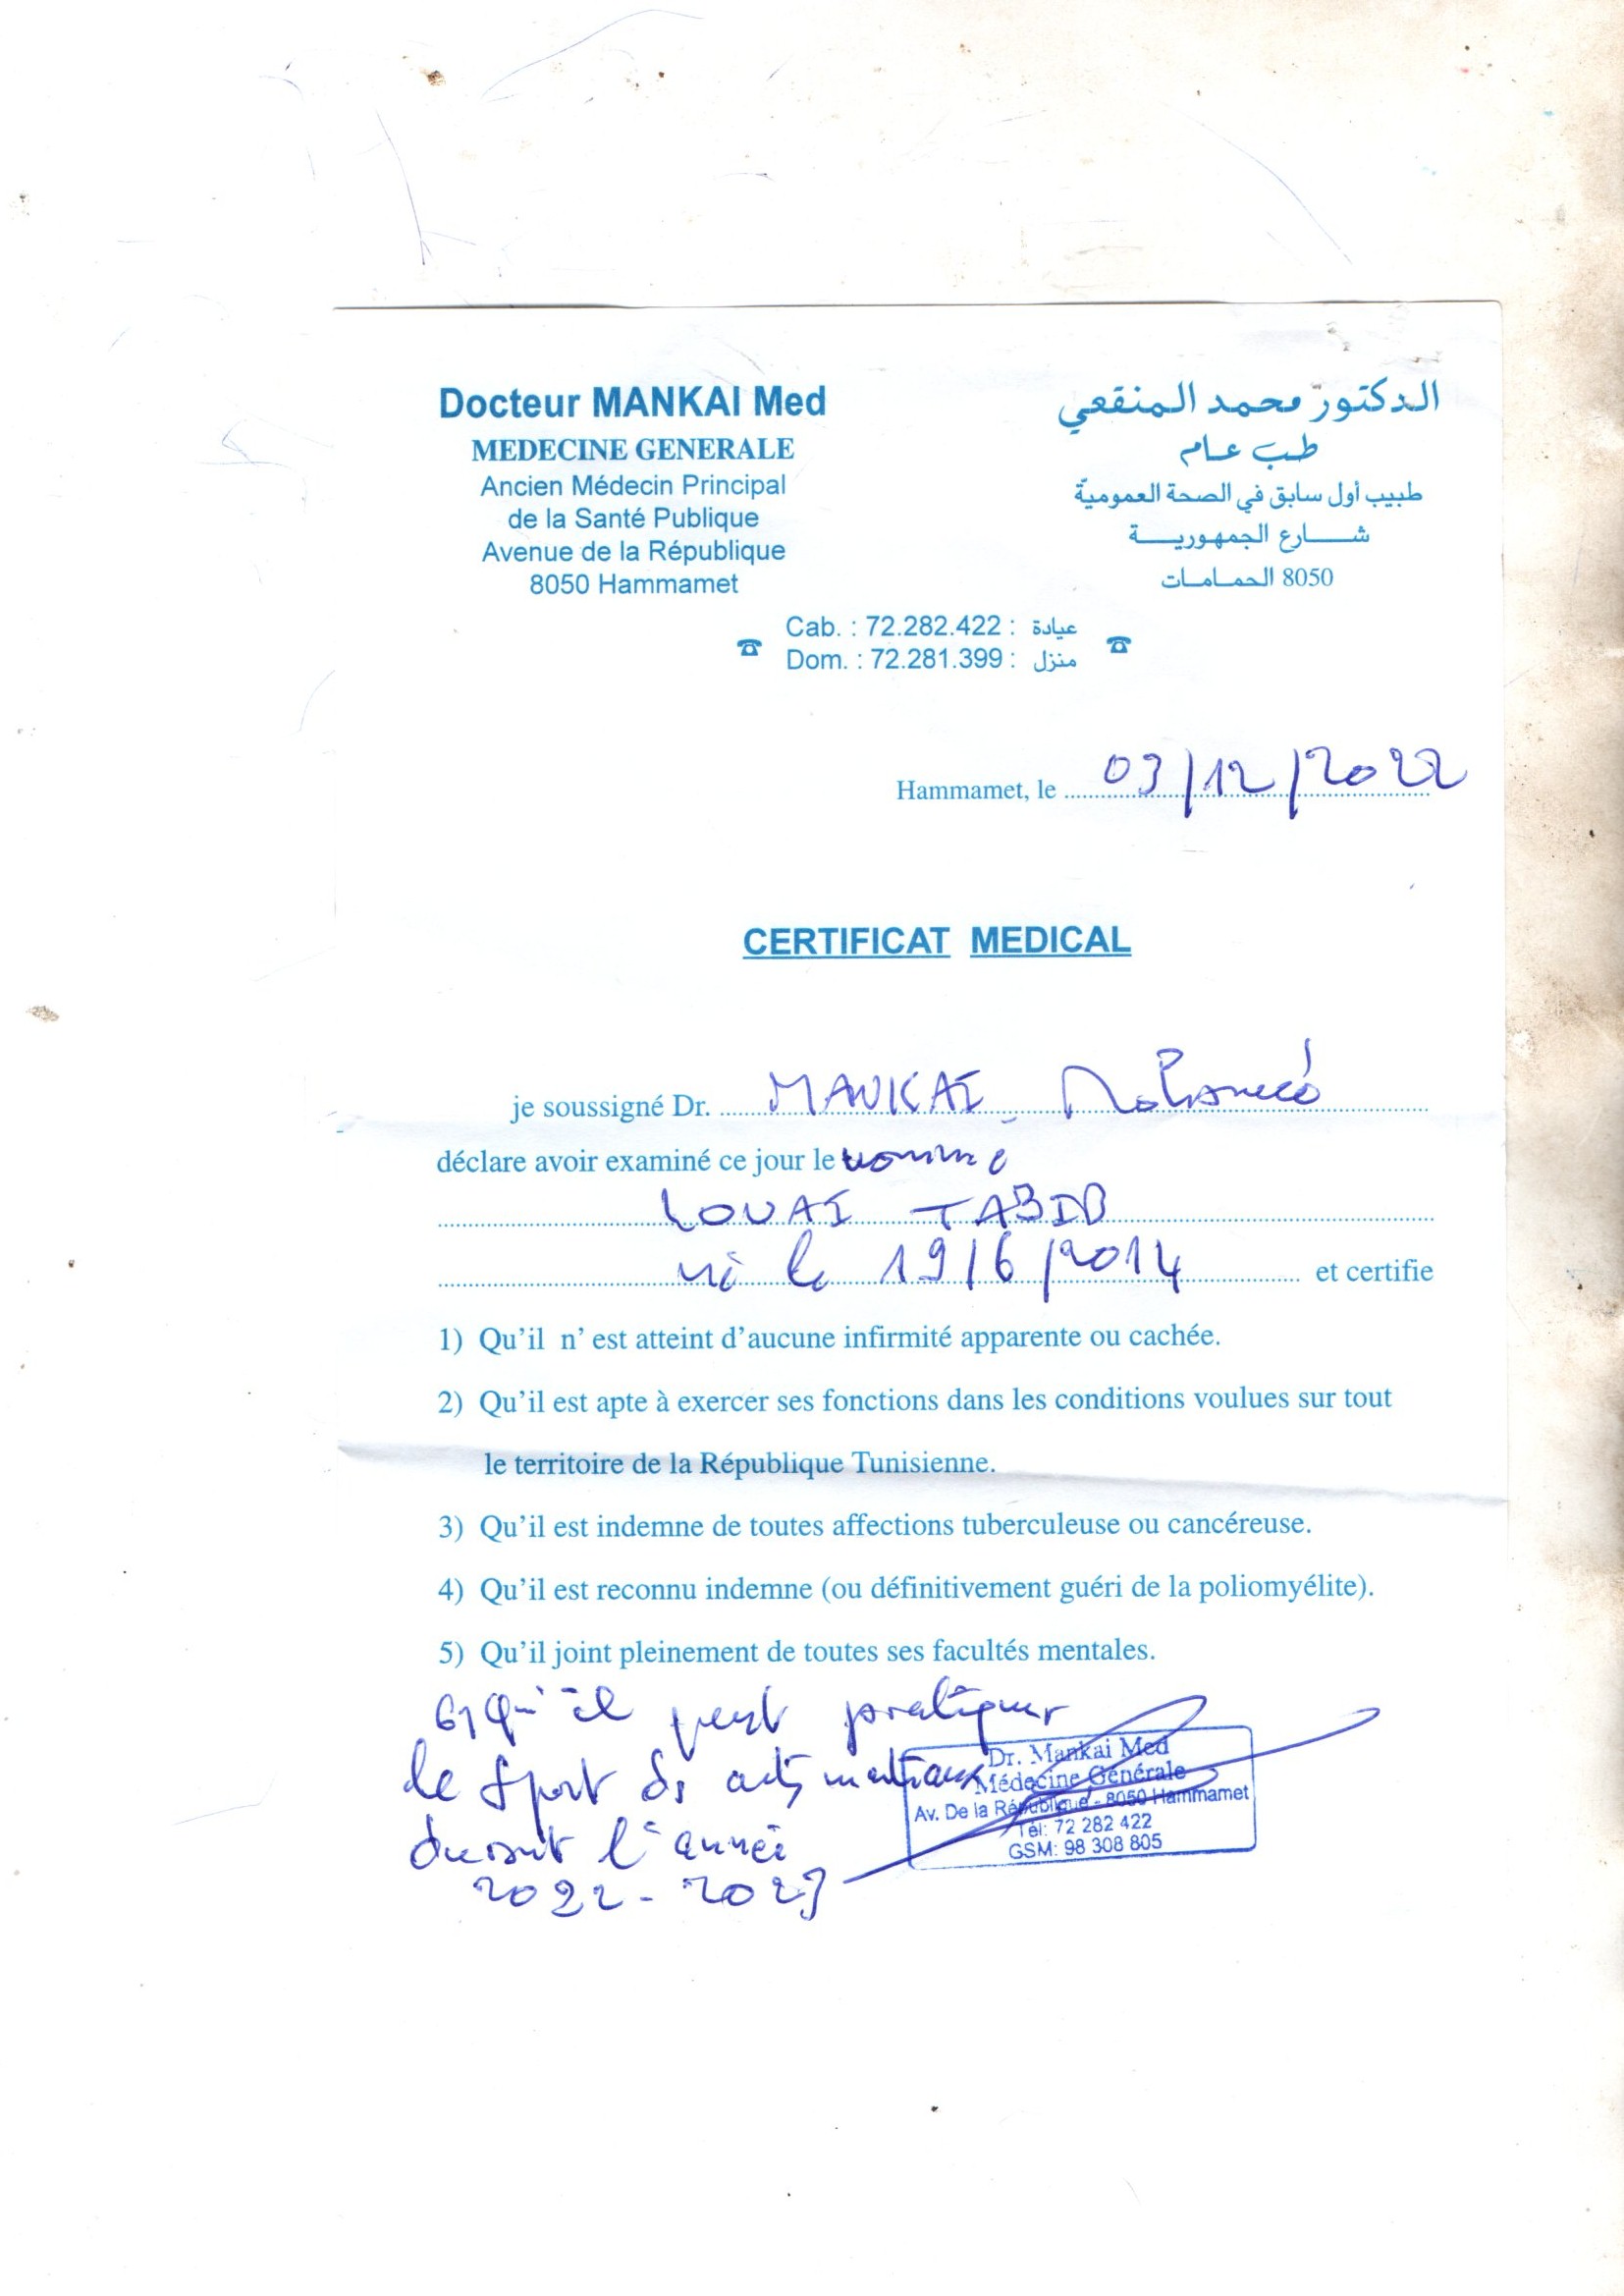 Docteur MANKAI Med
MEDECINE GENERALE
Ancien Médecin Principal
de la Santé Publique
Avenue de la République
8050 Hammamet
الدكتور محمد المنقعي
طب عام
طبيب أول سابق في الصحة العمومية
شارع الجمهورية
8050 الحمامات
Cab. : 72.282.422 : عيادة
Dom. : 72.281.399 : منزل
Hammamet, le 03/12/2022
CERTIFICAT MEDICAL
je soussigné Dr. MANKAI Mohamed
déclare avoir examiné ce jour le nommé
LOUAI TABIB
né le 19/6/2014 et certifie
1) Qu'il n' est atteint d'aucune infirmité apparente ou cachée.
2) Qu'il est apte à exercer ses fonctions dans les conditions voulues sur tout
le territoire de la République Tunisienne.
3) Qu'il est indemne de toutes affections tuberculeuse ou cancéreuse.
4) Qu'il est reconnu indemne (ou définitivement guéri de la poliomyélite).
5) Qu'il joint pleinement de toutes ses facultés mentales.
6) Qu'il peut pratiquer
le sport ds arts martiaux
durant l'année
2022-2023
Dr. Mankai Med
Médecine Générale
Av. De la République - 8050 Hammamet
Tél: 72 282 422
GSM: 98 308 805